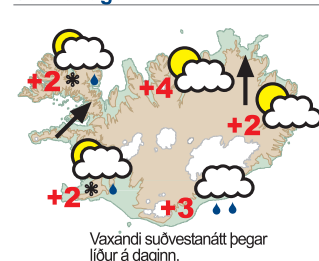 +2
+4
+2
+2
+3
Vaxandi suðvestanátt þegar
líður á daginn.